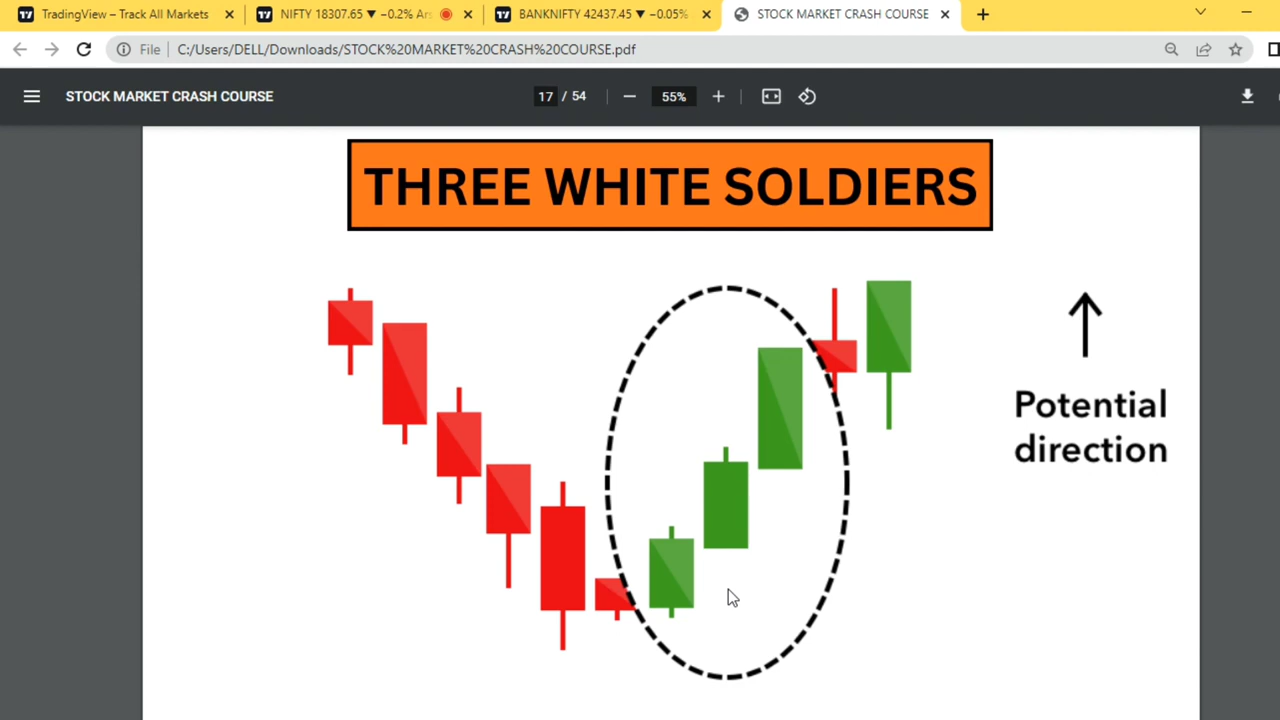 TradingView – Track All Markets
NIFTY 18307.65 ▼ −0.2%
BANKNIFTY 42437.45 ▼ −0.05%
STOCK MARKET CRASH COURSE
File
C:/Users/DELL/Downloads/STOCK%20MARKET%20CRASH%20COURSE.pdf
STOCK MARKET CRASH COURSE
17 / 54
55%
THREE WHITE SOLDIERS
Potential
direction